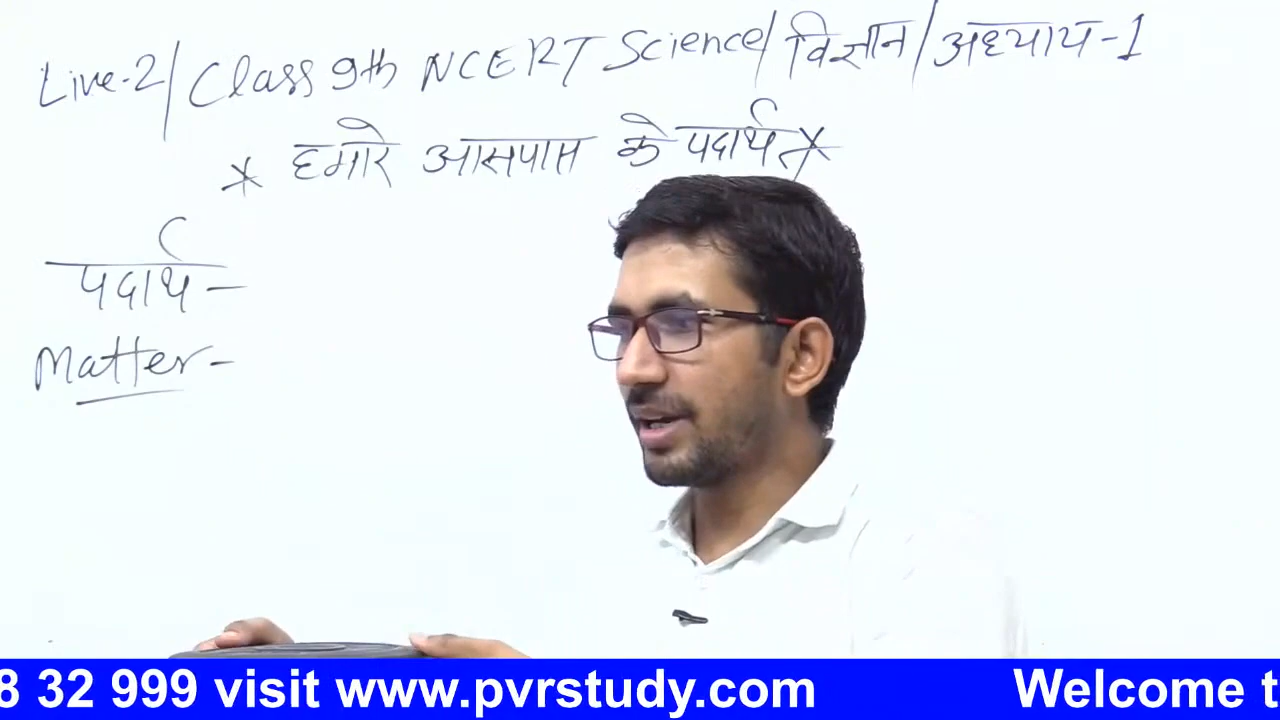 Live-2/Class 9th NCERT Science/विज्ञान/अध्याय-1
* हमारे आसपास के पदार्थ *
पदार्थ -
Matter -
8 32 999 visit www.pvrstudy.com Welcome t